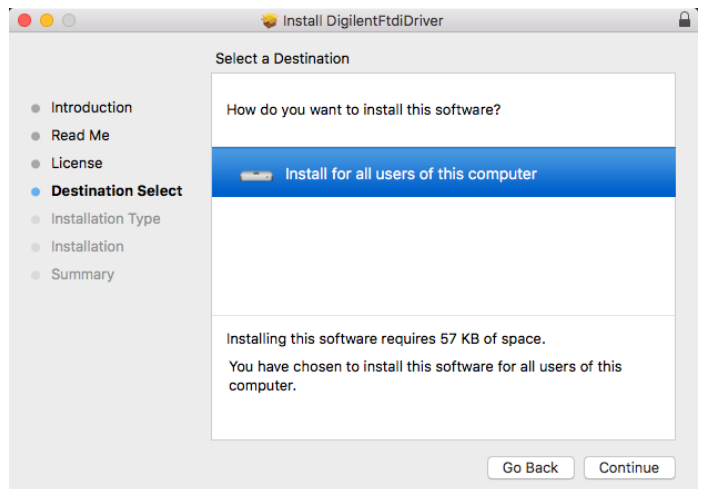 Install DigilentFtdiDriver
Select a Destination
Introduction
Read Me
License
Destination Select
Installation Type
Installation
Summary
How do you want to install this software?
Install for all users of this computer
Installing this software requires 57 KB of space.
You have chosen to install this software for all users of this
computer.
Go Back
Continue